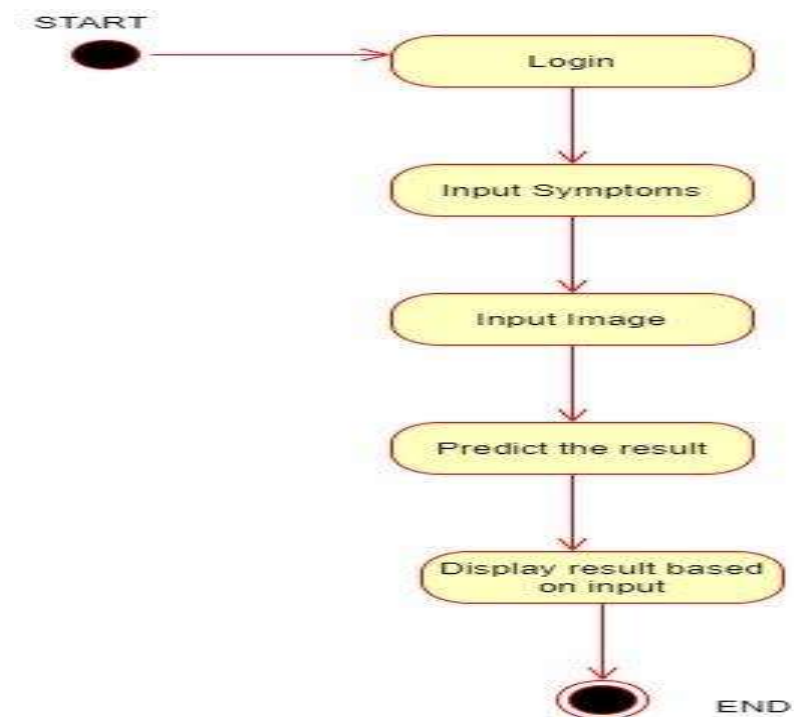 START
Login
Input Symptoms
Input Image
Predict the result
Display result based
on input
END